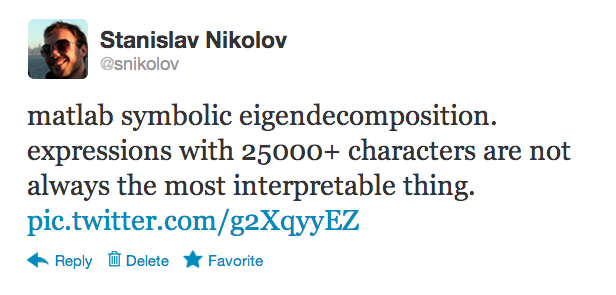 Stanislav Nikolov
@snikolov
matlab symbolic eigendecomposition.
expressions with 25000+ characters are not
always the most interpretable thing.
pic.twitter.com/g2XqyyEZ
Reply Delete Favorite